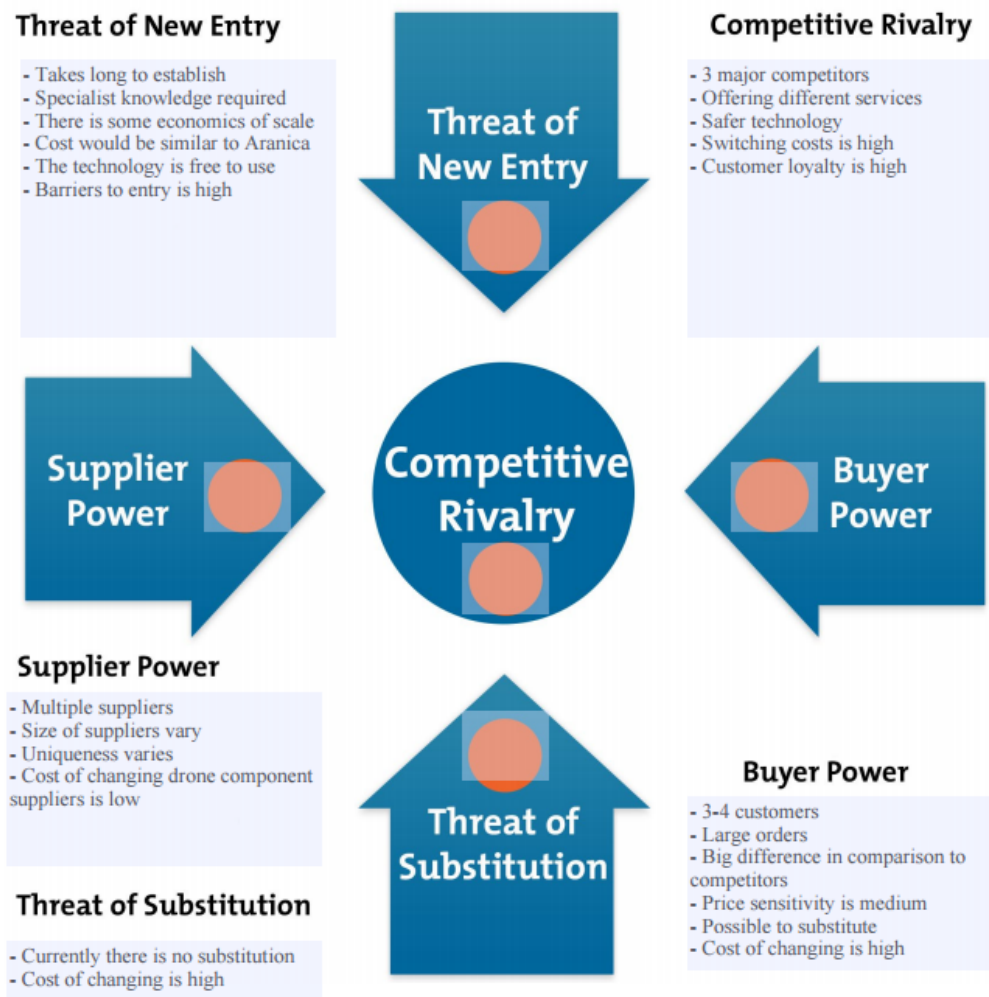 Threat of New Entry
- Takes long to establish
- Specialist knowledge required
- There is some economics of scale
- Cost would be similar to Aranica
- The technology is free to use
- Barriers to entry is high
Threat of
New Entry
Competitive Rivalry
- 3 major competitors
- Offering different services
- Safer technology
- Switching costs is high
- Customer loyalty is high
Supplier
Power
Competitive
Rivalry
Buyer
Power
Supplier Power
- Multiple suppliers
- Size of suppliers vary
- Uniqueness varies
- Cost of changing drone component
suppliers is low
Threat of
Substitution
Buyer Power
- 3-4 customers
- Large orders
- Big difference in comparison to
competitors
- Price sensitivity is medium
- Possible to substitute
- Cost of changing is high
Threat of Substitution
- Currently there is no substitution
- Cost of changing is high